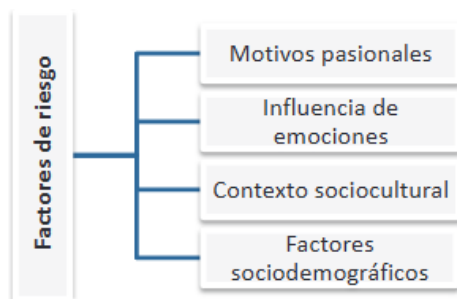 Factores de riesgo
Motivos pasionales
Influencia de
emociones
Contexto sociocultural
Factores
sociodemográficos